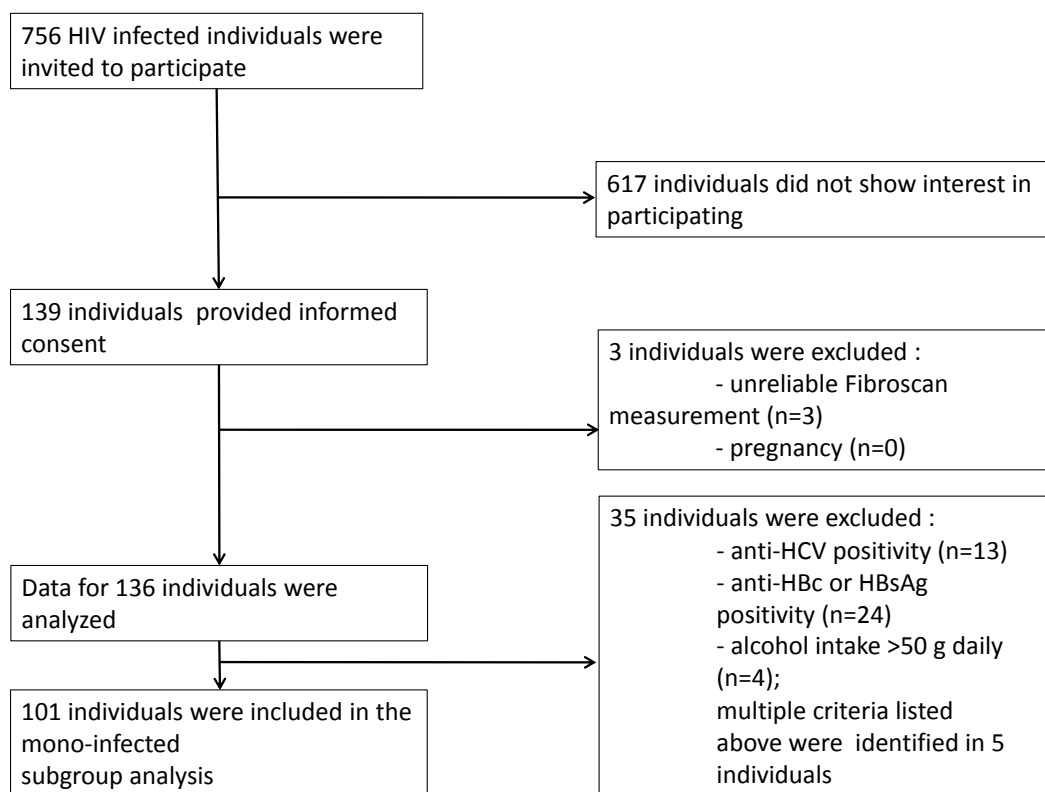 756 HIV infected individuals were
invited to participate
617 individuals did not show interest in
participating
139 individuals  provided informed
consent
3 individuals were excluded :
- unreliable Fibroscan
measurement (n=3)
- pregnancy (n=0)
35 individuals were excluded :
- anti-HCV positivity (n=13)
- anti-HBc or HBsAg
positivity (n=24)
- alcohol intake >50 g daily
(n=4);
multiple criteria listed
above were  identified in 5
individuals
Data for 136 individuals were
analyzed
101 individuals were included in the
mono-infected
subgroup analysis